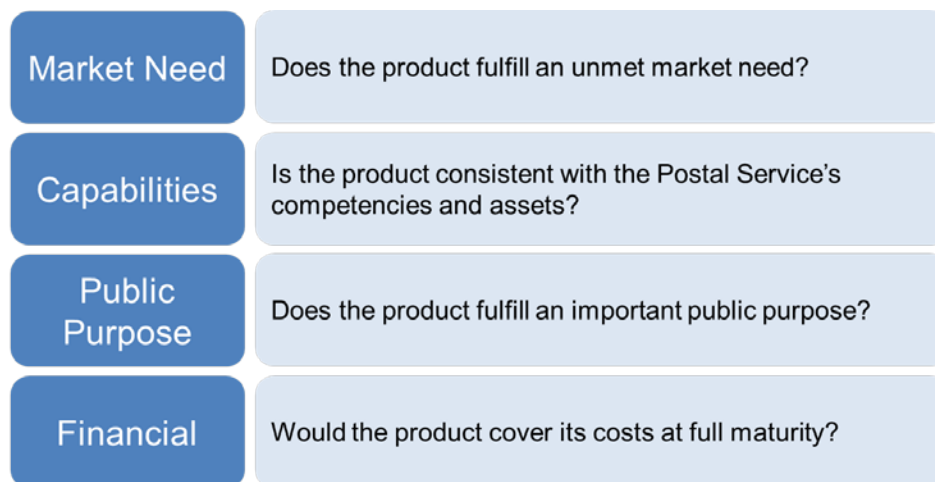 Market Need
Does the product fulfill an unmet market need?
Capabilities
Is the product consistent with the Postal Service's
competencies and assets?
Public
Purpose
Does the product fulfill an important public purpose?
Financial
Would the product cover its costs at full maturity?